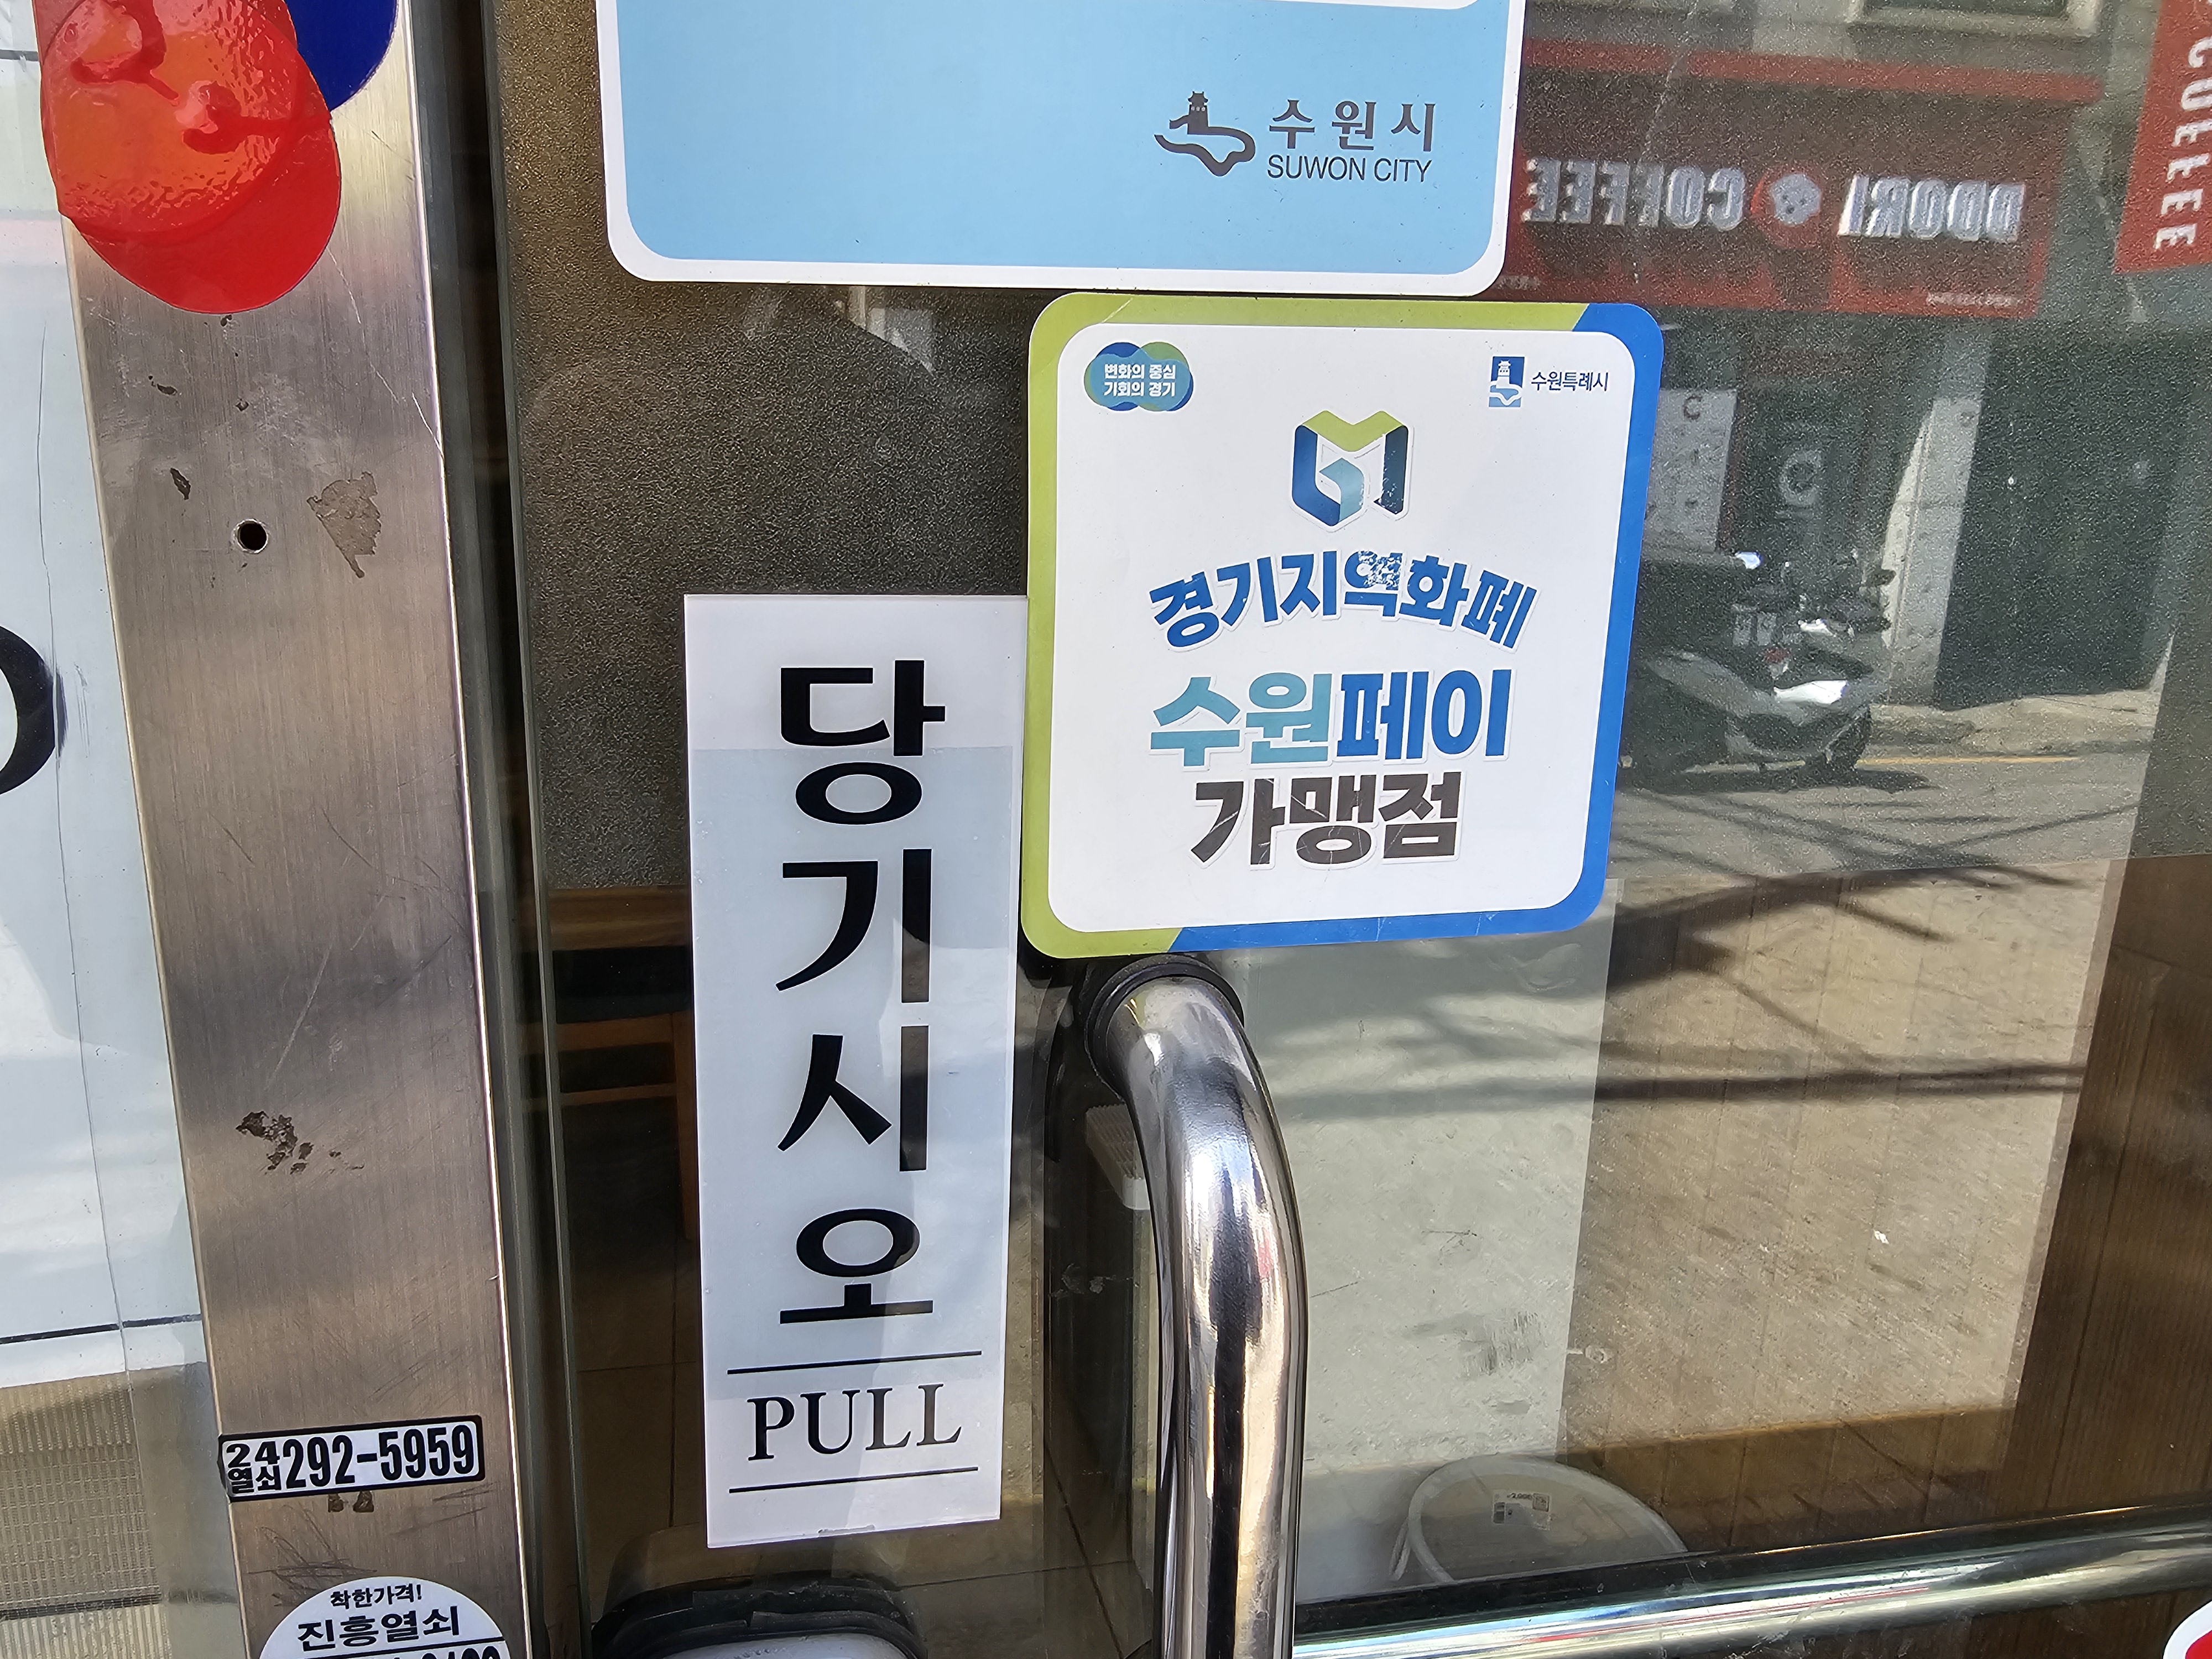 수원시
SUWON CITY
DDORI COFFEE
COFFEE
변화의 중심
기회의 경기
수원특례시
경기지역화폐
수원페이
가맹점
당기시오
PULL
24
열쇠
292-5959
착한가격!
진흥열쇠